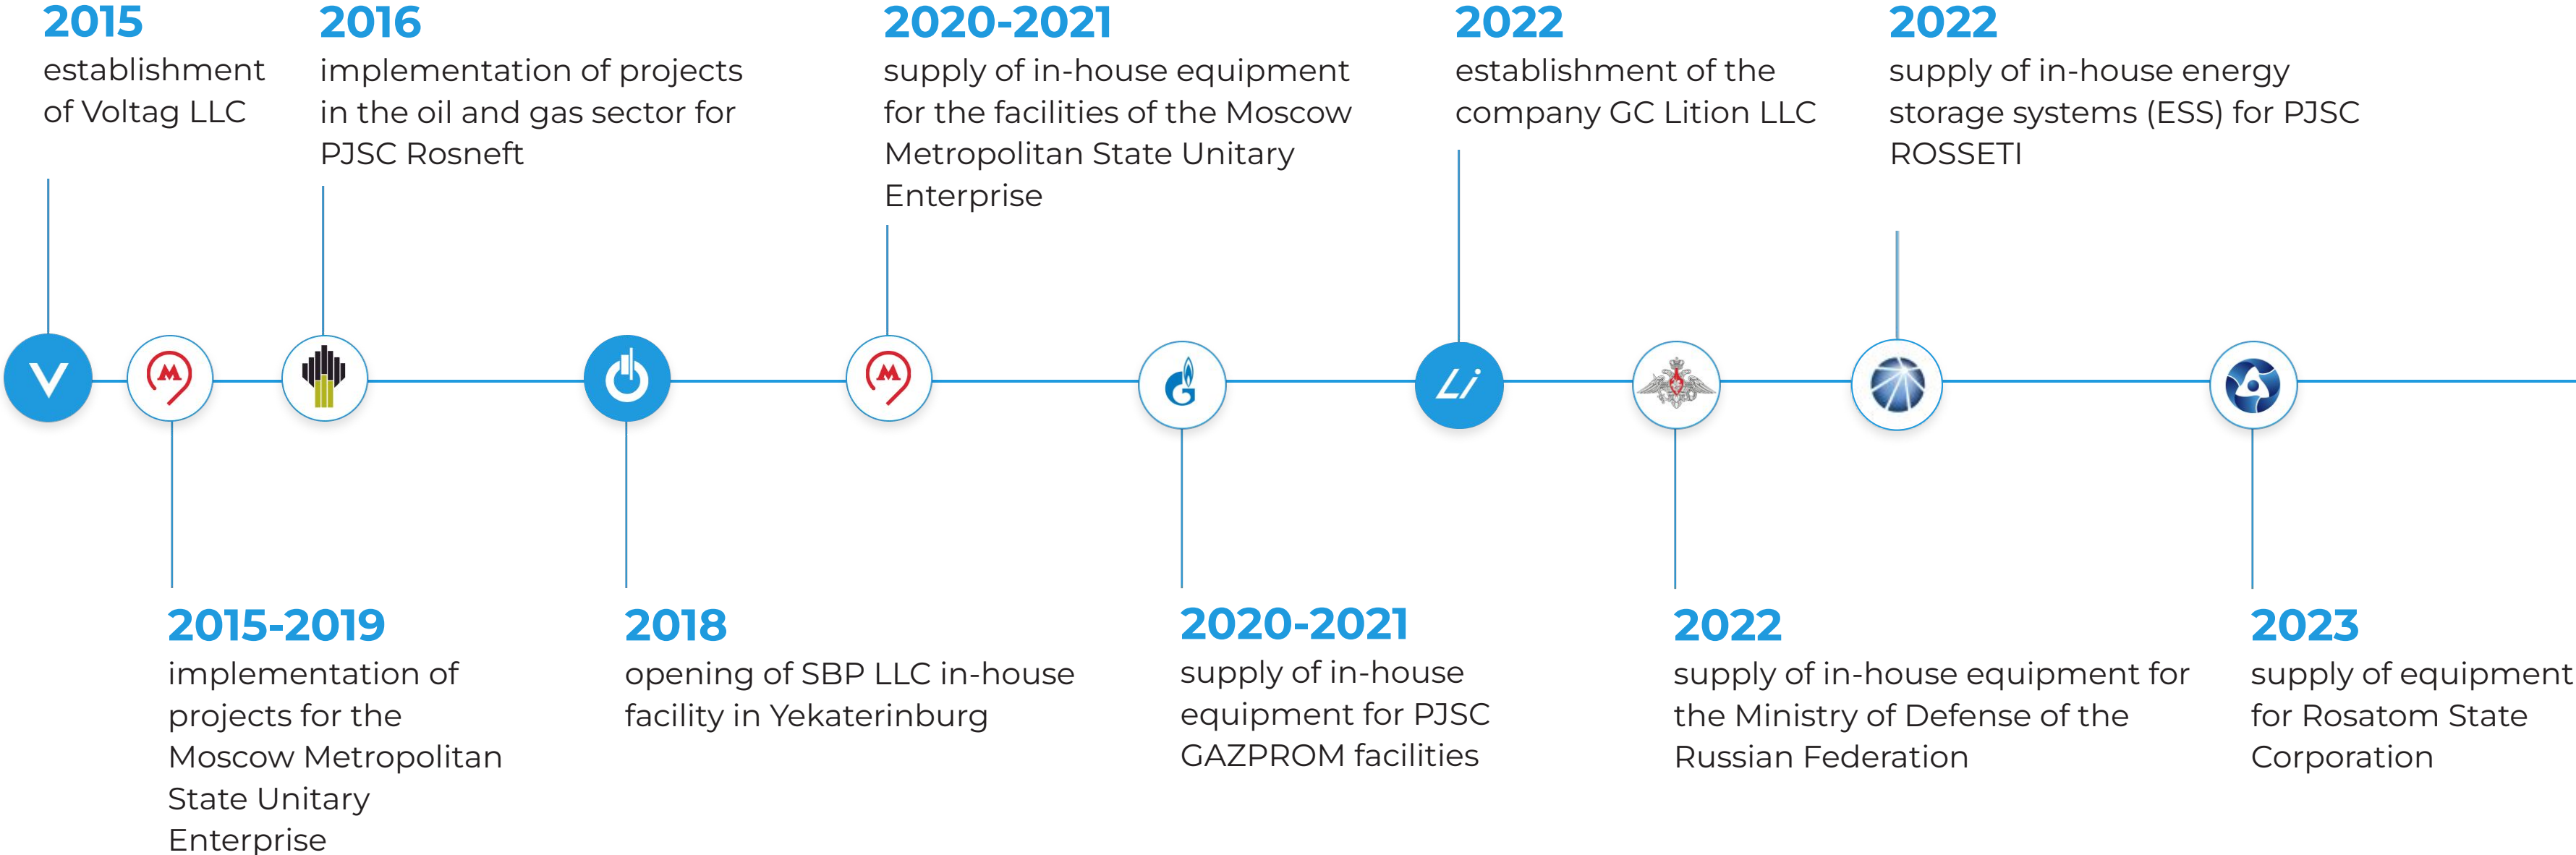 2015
establishment
of Voltag LLC
2016
implementation of projects
in the oil and gas sector for
PJSC Rosneft
2020-2021
supply of in-house equipment
for the facilities of the Moscow
Metropolitan State Unitary
Enterprise
2022
establishment of the
company GC Lition LLC
2022
supply of in-house energy
storage systems (ESS) for PJSC
ROSSETI
V
M
M
Li
2015-2019
implementation of
projects for the
Moscow Metropolitan
State Unitary
Enterprise
2018
opening of SBP LLC in-house
facility in Yekaterinburg
2020-2021
supply of in-house
equipment for PJSC
GAZPROM facilities
2022
supply of in-house equipment for
the Ministry of Defense of the
Russian Federation
2023
supply of equipment
for Rosatom State
Corporation